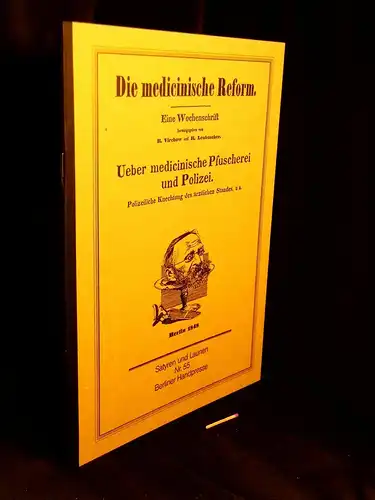 Die medicinische Reform.
Eine Wochenschrift
herausgegeben von
R. Virchow und R. Leubuscher.
Ueber medicinische Pfuscherei
und Polizei.
Polizeiliche Knechtung des ärztlichen Standes, u.a.
Berlin 1848
Satyren und Launen
Nr. 55
Berliner Handpresse